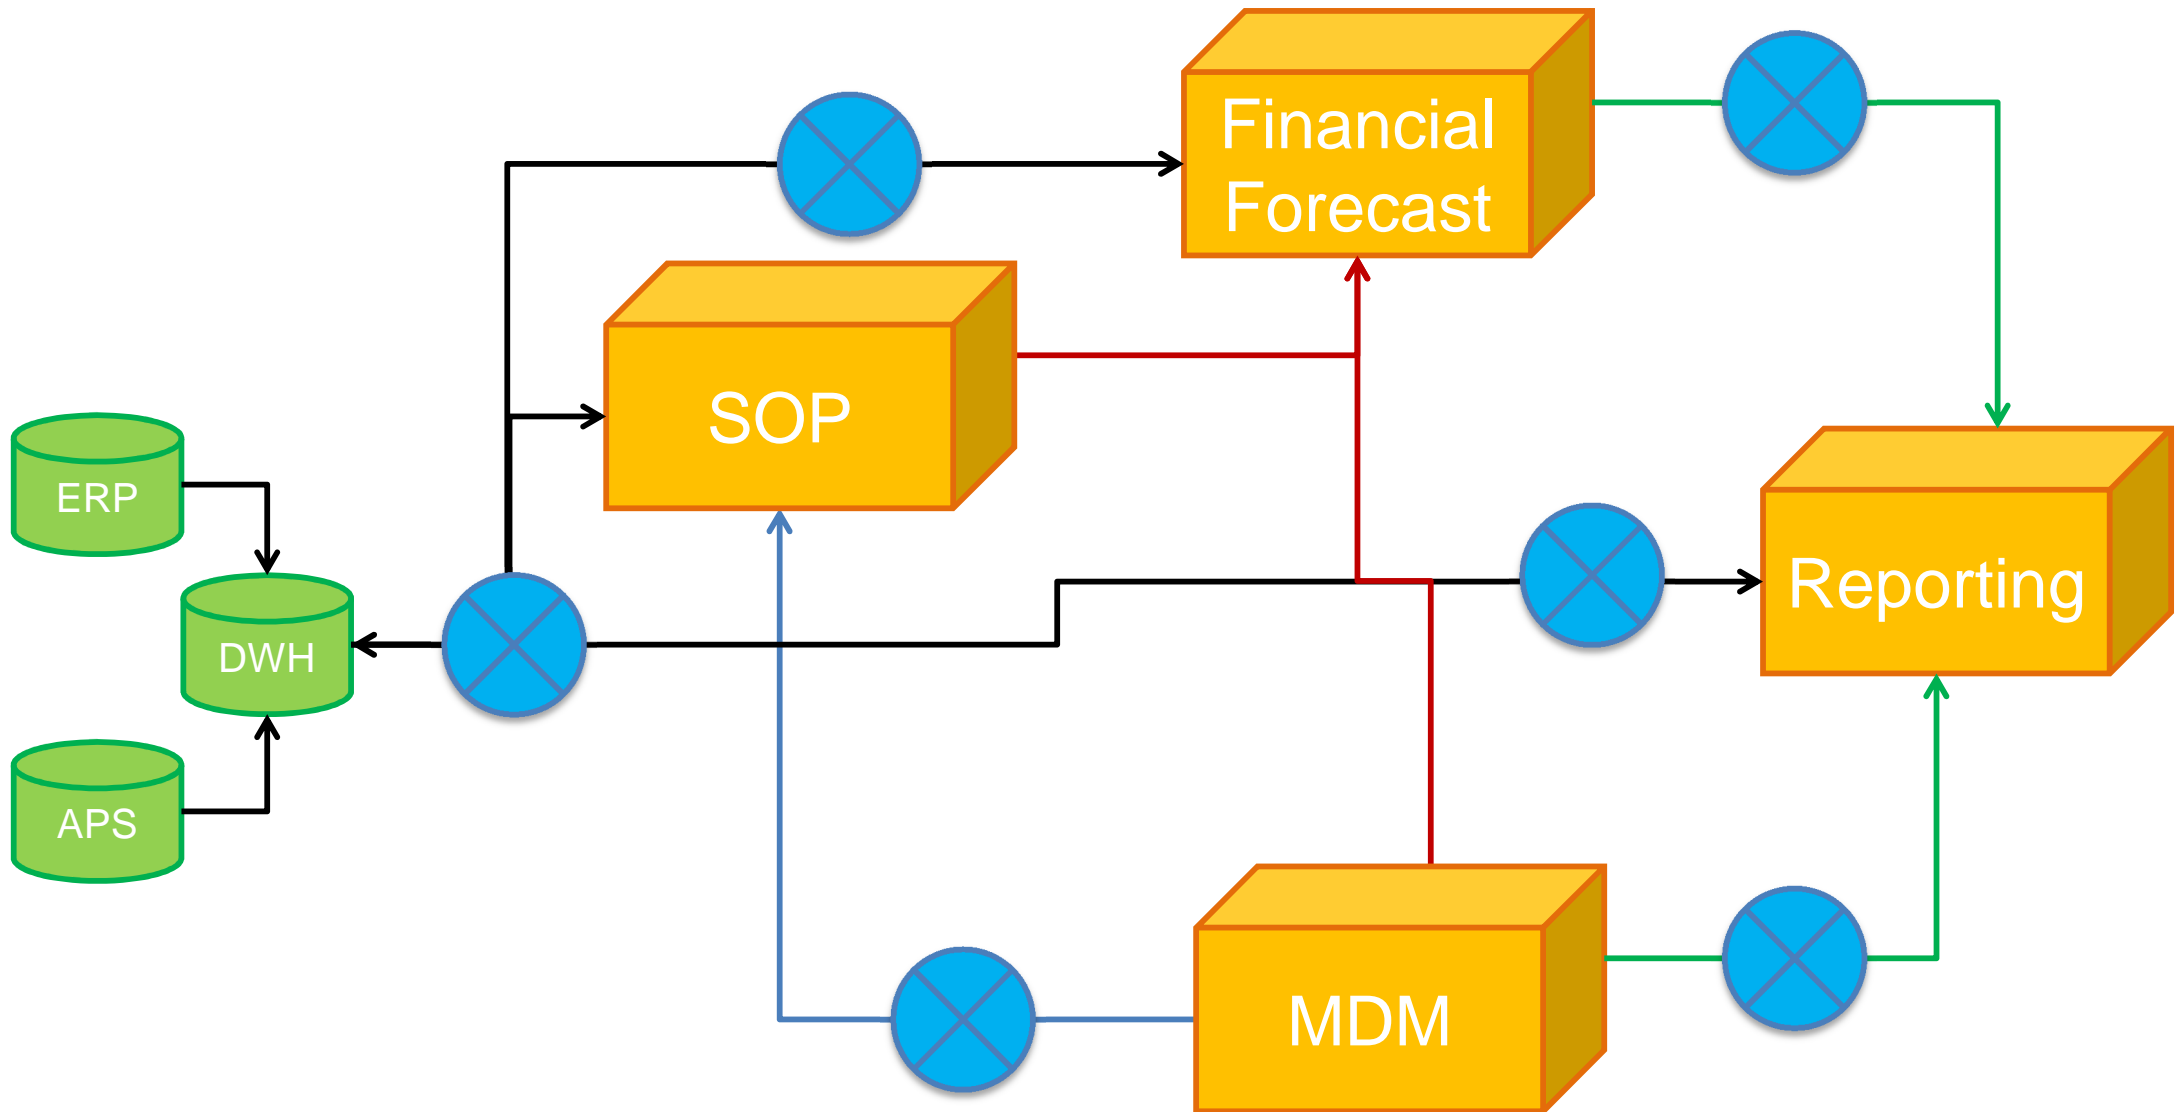 Financial
Forecast
SOP
ERP
DWH
Reporting
APS
MDM